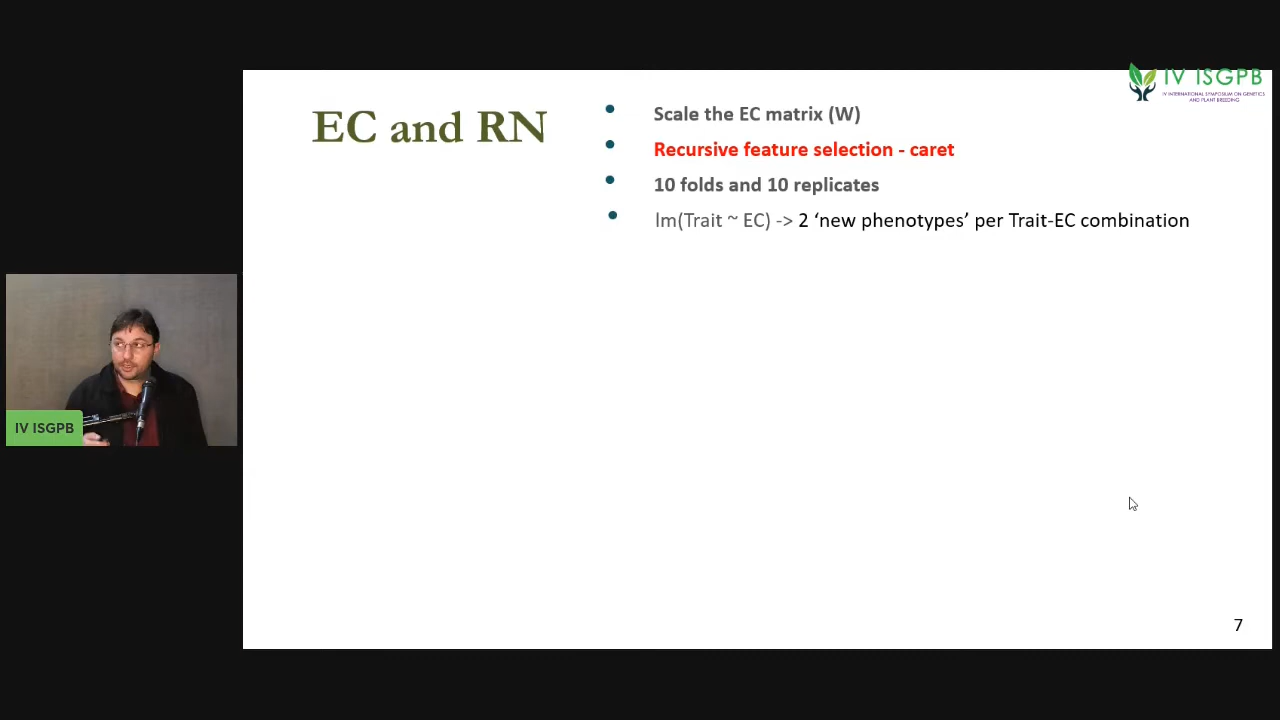 IV ISGPB
IV INTERNATIONAL SYMPOSIUM ON GENETICS
AND PLANT BREEDING
EC and RN
• Scale the EC matrix (W)
• Recursive feature selection - caret
• 10 folds and 10 replicates
• lm(Trait ~ EC) -> 2 ‘new phenotypes’ per Trait-EC combination
IV ISGPB
7